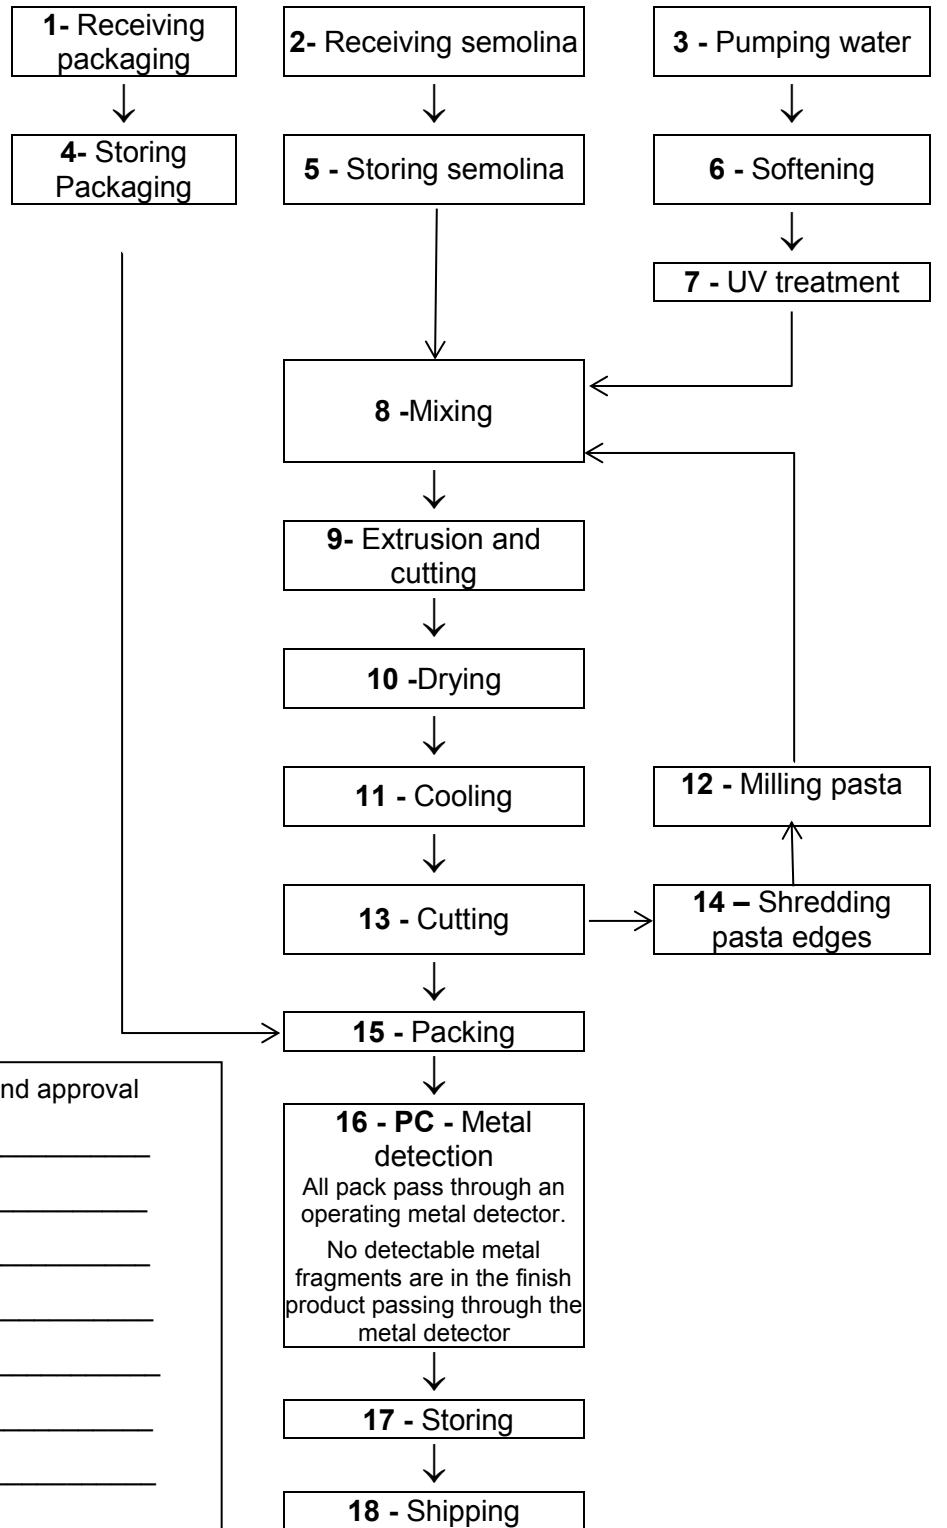 1- Receiving
packaging
2- Receiving semolina
3 - Pumping water
4- Storing
Packaging
5 - Storing semolina
6 - Softening
7 - UV treatment
8 -Mixing
9- Extrusion and
cutting
10 -Drying
11 - Cooling
12 - Milling pasta
13 - Cutting
14 – Shredding
pasta edges
15 - Packing
nd approval
16 - PC - Metal
detection
All pack pass through an
operating metal detector.
No detectable metal
fragments are in the finish
product passing through the
metal detector
17 - Storing
18 - Shipping